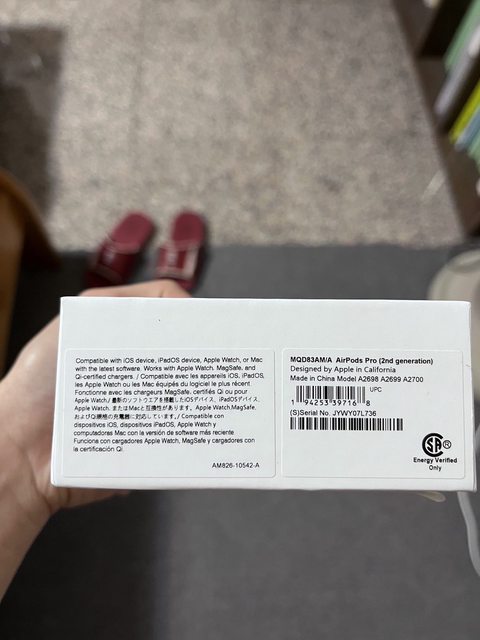 Compatible with iOS device, iPadOS device, Apple Watch, or Mac
with the latest software. Works with Apple Watch, MagSafe, and
Qi-certified chargers. / Compatible avec les appareils iOS, iPadOS,
les Apple Watch ou les Mac équipés du logiciel le plus récent
Fonctionne avec les chargeurs MagSafe, certifiés Qi ou pour
Apple Watch / 最新のソフトウェアを搭載したiOSデバイス、iPadOSデバイス、
Apple Watch、またはMacと互換性があります。Apple Watch、MagSafe、
およびQi規格の充電器に対応しています。/ Compatible con
dispositivos iOS, dispositivos iPadOS, Apple Watch y
computadoras Mac con la versión de software más reciente
Funciona con cargadores Apple Watch, MagSafe y cargadores con
la certificación Qi.
AM826-10542-A
MQD83AM/A AirPods Pro (2nd generation)
Designed by Apple in California
Made in China Model A2698 A2699 A2700
UPC
1 94253 39716 8
(S)Serial No. JYWY07L736
SA ®
Energy Verified
Only